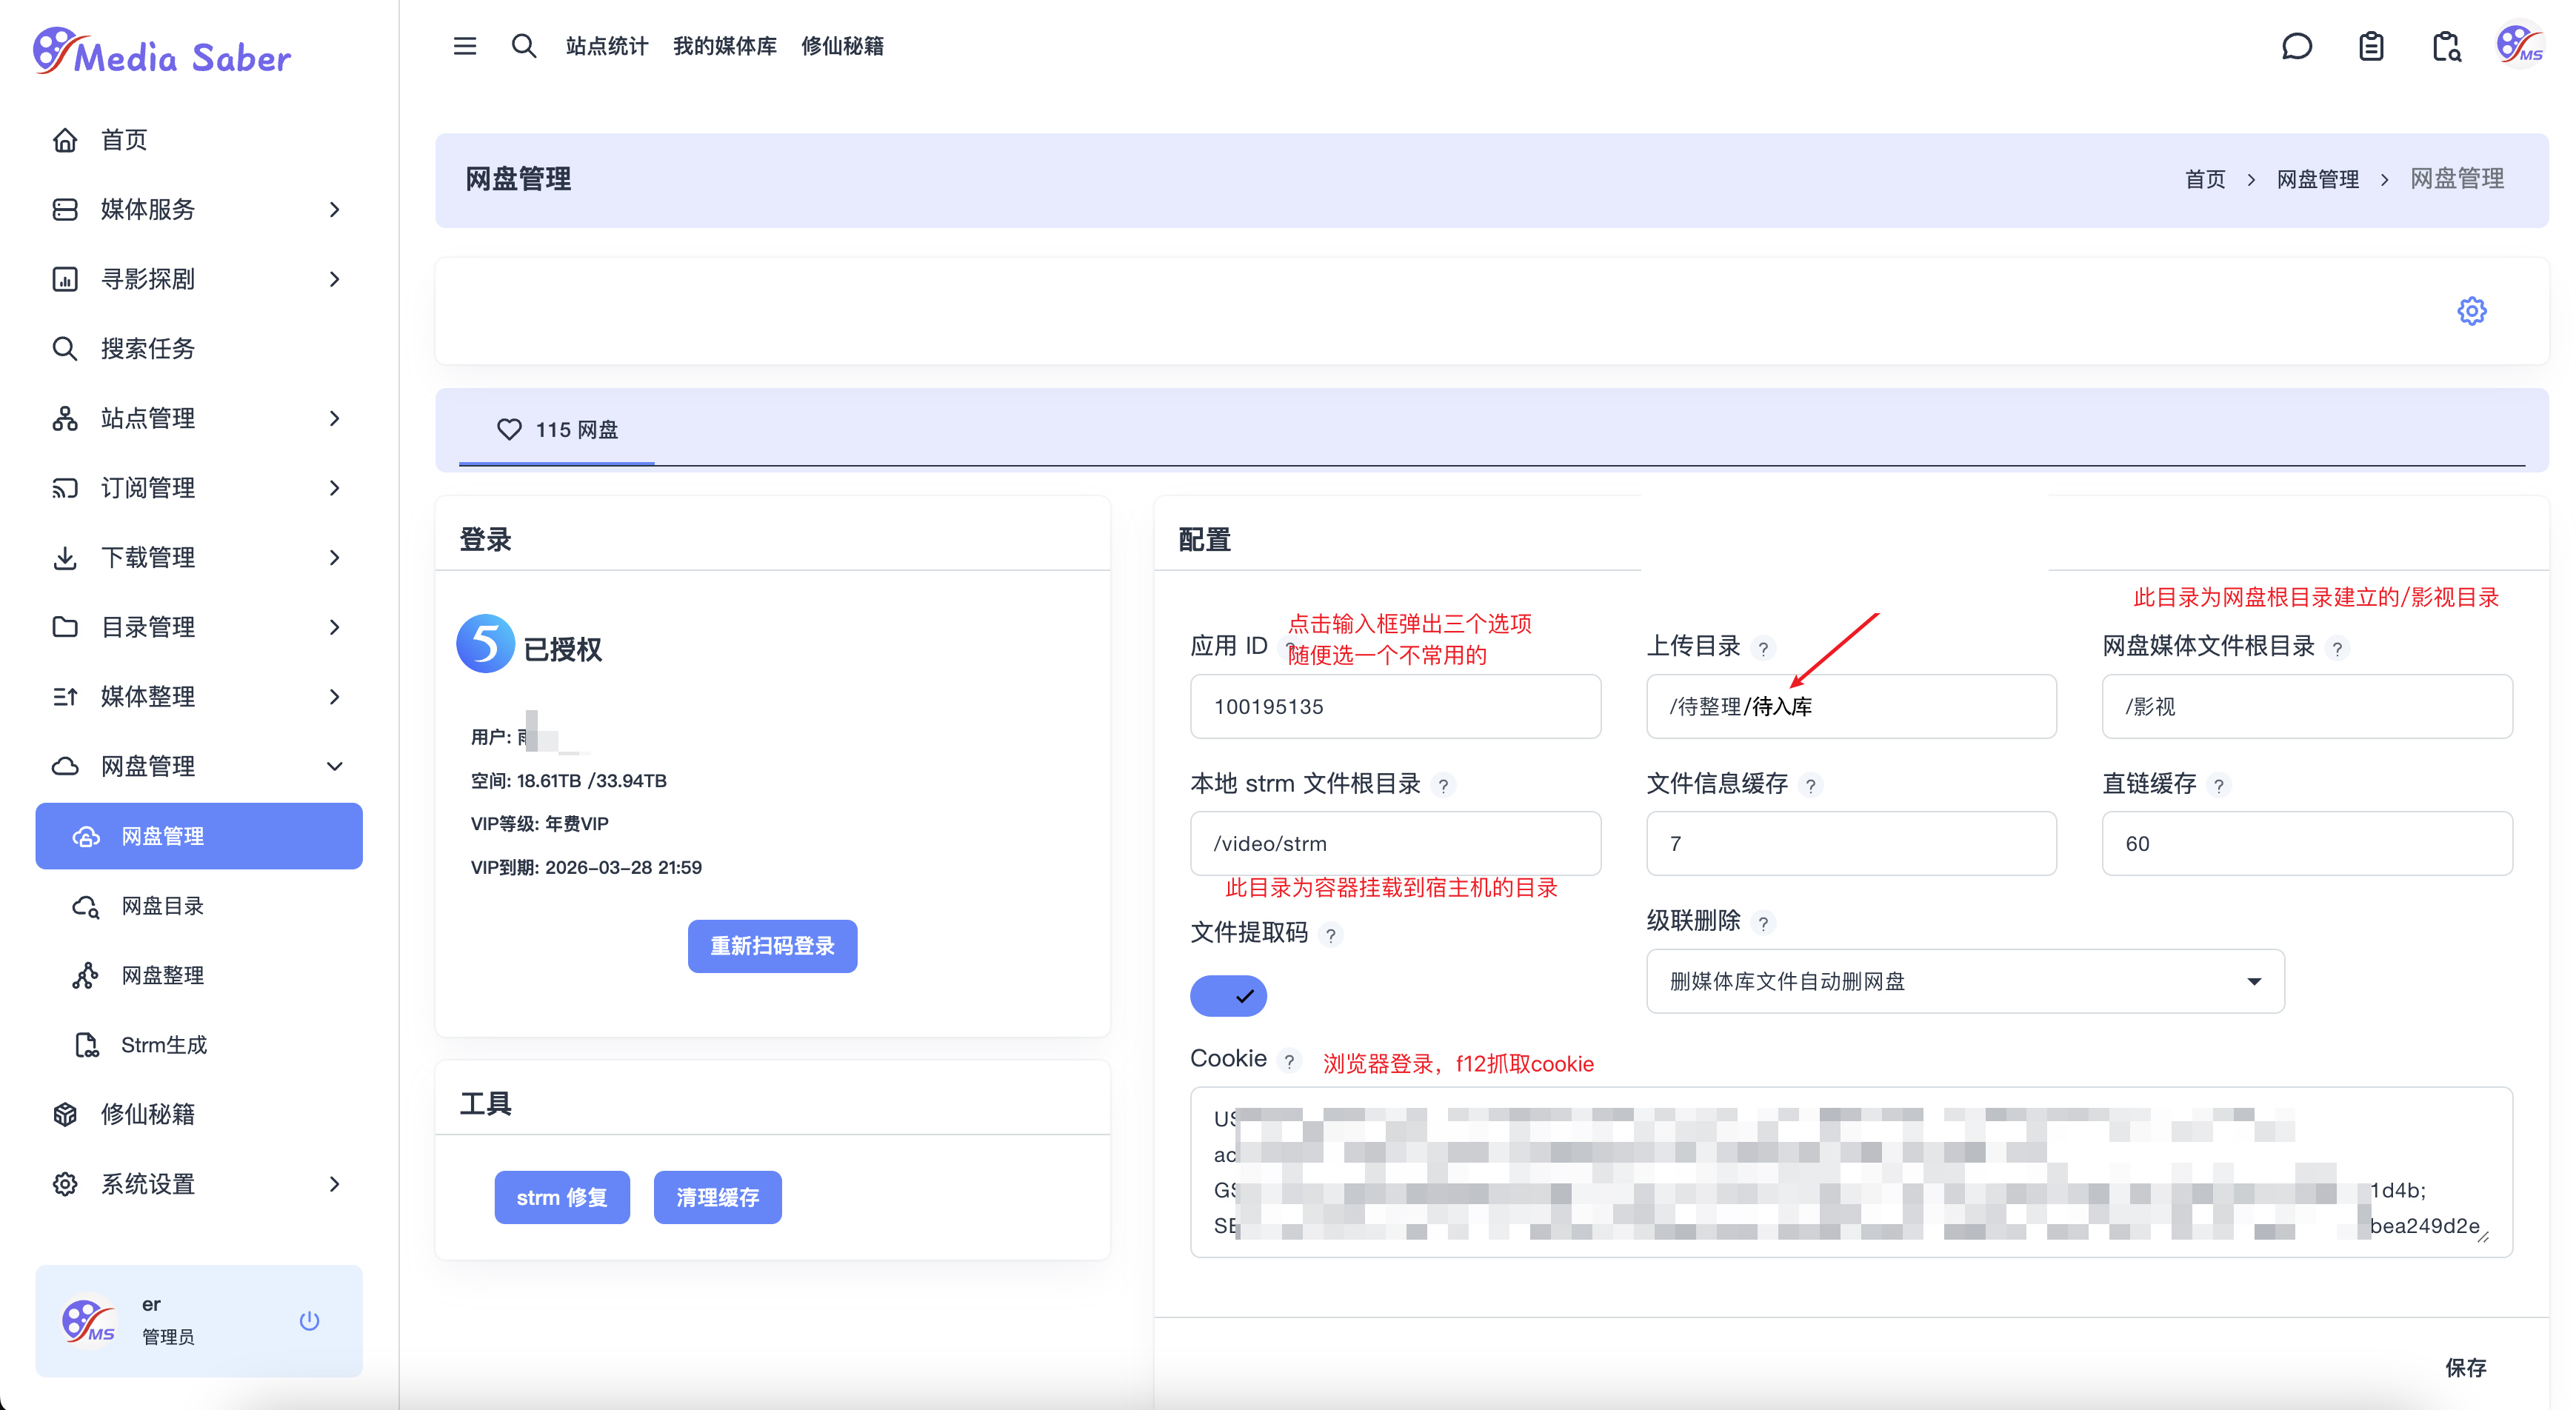 Media Saber
站点统计 我的媒体库 修仙秘籍
MS
首页
媒体服务
寻影探剧
搜索任务
站点管理
订阅管理
下载管理
目录管理
媒体整理
网盘管理
网盘管理
网盘目录
网盘整理
Strm生成
修仙秘籍
系统设置
MS
er
管理员
网盘管理
首页 > 网盘管理 > 网盘管理
115 网盘
登录
5 已授权
用户:
空间: 18.61TB /33.94TB
VIP等级: 年费VIP
VIP到期: 2026-03-28 21:59
重新扫码登录
工具
strm 修复 清理缓存
配置
此目录为网盘根目录建立的/影视目录
点击输入框弹出三个选项
随便选一个不常用的
应用 ID ?
100195135
上传目录 ?
/待整理/待入库
网盘媒体文件根目录 ?
/影视
本地 strm 文件根目录 ?
/video/strm
此目录为容器挂载到宿主机的目录
文件信息缓存 ?
7
直链缓存 ?
60
文件提取码 ?
级联删除 ?
删媒体库文件自动删网盘
Cookie ? 浏览器登录，f12抓取cookie
1d4b;
bea249d2e
保存